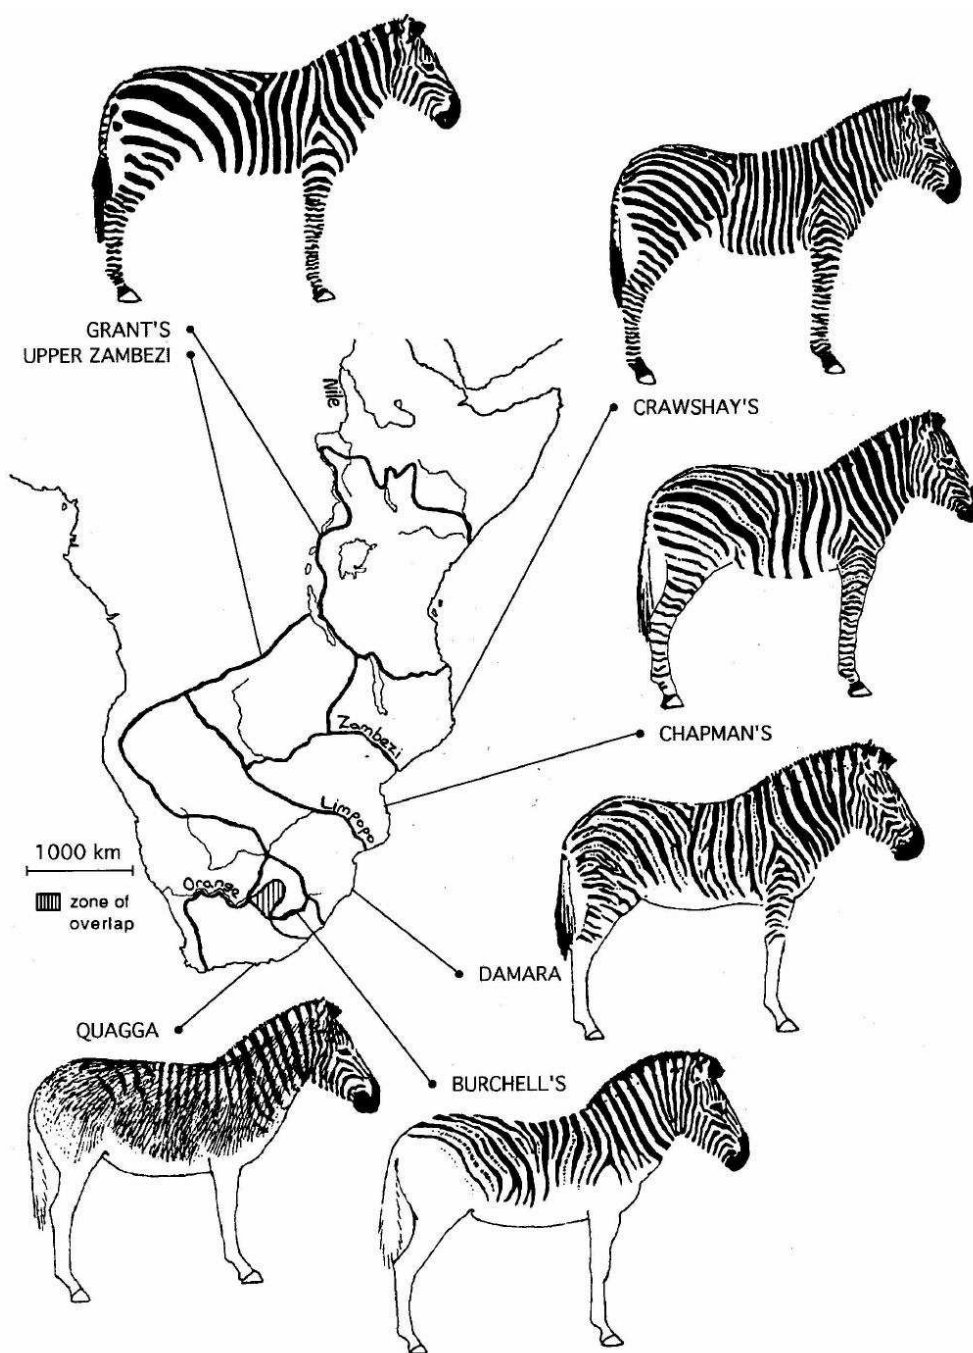 GRANT'S
UPPER ZAMBEZI
Nile
CRAWSHAY'S
Zambezi
CHAPMAN'S
Limpopo
1000 km
Orange
zone of
overlap
DAMARA
QUAGGA
BURCHELL'S